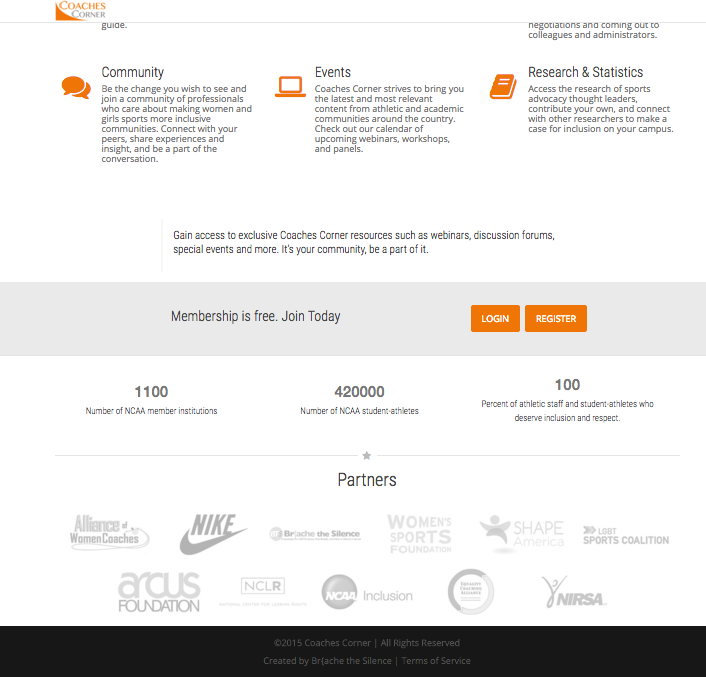 COACHES
CORNER
guide.
negotiations and coming out to
colleagues and administrators.
Community
Be the change you wish to see and
join a community of professionals
who care about making women and
girls sports more inclusive
communities. Connect with your
peers, share experiences and
insight, and be a part of the
conversation.
Events
Coaches Corner strives to bring you
the latest and most relevant
content from athletic and academic
communities around the country.
Check out our calendar of
upcoming webinars, workshops,
and panels.
Research & Statistics
Access the research of sports
advocacy thought leaders,
contribute your own, and connect
with other researchers to make a
case for inclusion on your campus.
Gain access to exclusive Coaches Corner resources such as webinars, discussion forums,
special events and more. It's your community, be a part of it.
Membership is free. Join Today
LOGIN
REGISTER
1100
Number of NCAA member institutions
420000
Number of NCAA student-athletes
100
Percent of athletic staff and student-athletes who
deserve inclusion and respect.
Partners
Alliance of
WomenCoaches
NIKE
Br{ache the Silence
WOMEN'S
SPORTS
FOUNDATION
SHAPE
America
LGBT
SPORTS COALITION
arcus
FOUNDATION
NCLR
NATIONAL CENTER FOR LESBIAN RIGHTS
NCAA Inclusion
NIRSA
©2015 Coaches Corner | All Rights Reserved
Created by Br{ache the Silence | Terms of Service